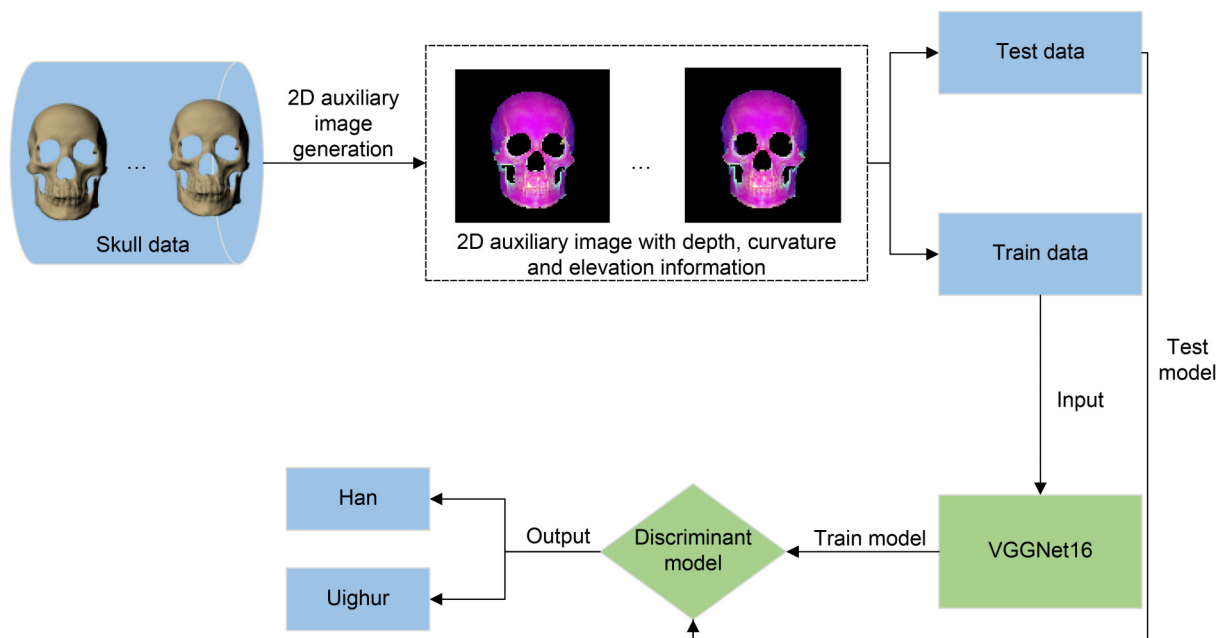 Skull data
...
2D auxiliary
image
generation
...
2D auxiliary image with depth, curvature
and elevation information
Test data
Train data
Test
model
Input
VGGNet16
Train model
Discriminant
model
Output
Han
Uighur